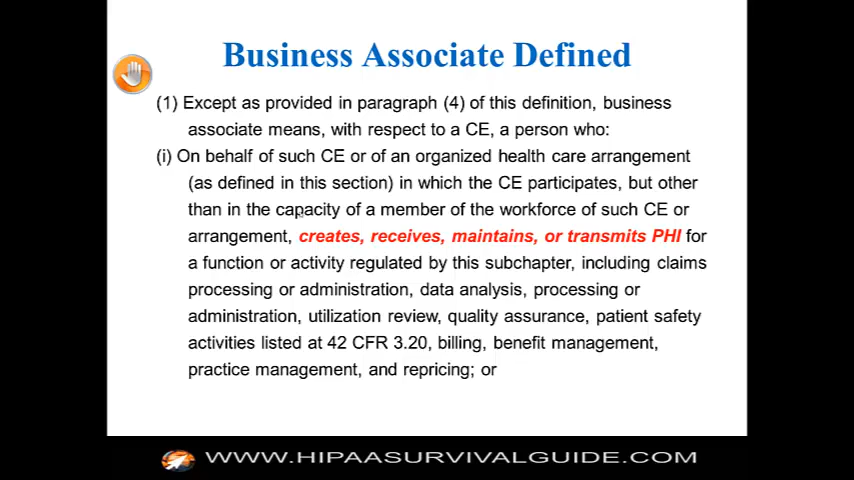 Business Associate Defined
(1) Except as provided in paragraph (4) of this definition, business
associate means, with respect to a CE, a person who:
(i) On behalf of such CE or of an organized health care arrangement
(as defined in this section) in which the CE participates, but other
than in the capacity of a member of the workforce of such CE or
arrangement, creates, receives, maintains, or transmits PHI for
a function or activity regulated by this subchapter, including claims
processing or administration, data analysis, processing or
administration, utilization review, quality assurance, patient safety
activities listed at 42 CFR 3.20, billing, benefit management,
practice management, and repricing; or
WWW.HIPAASURVIVALGUIDE.COM